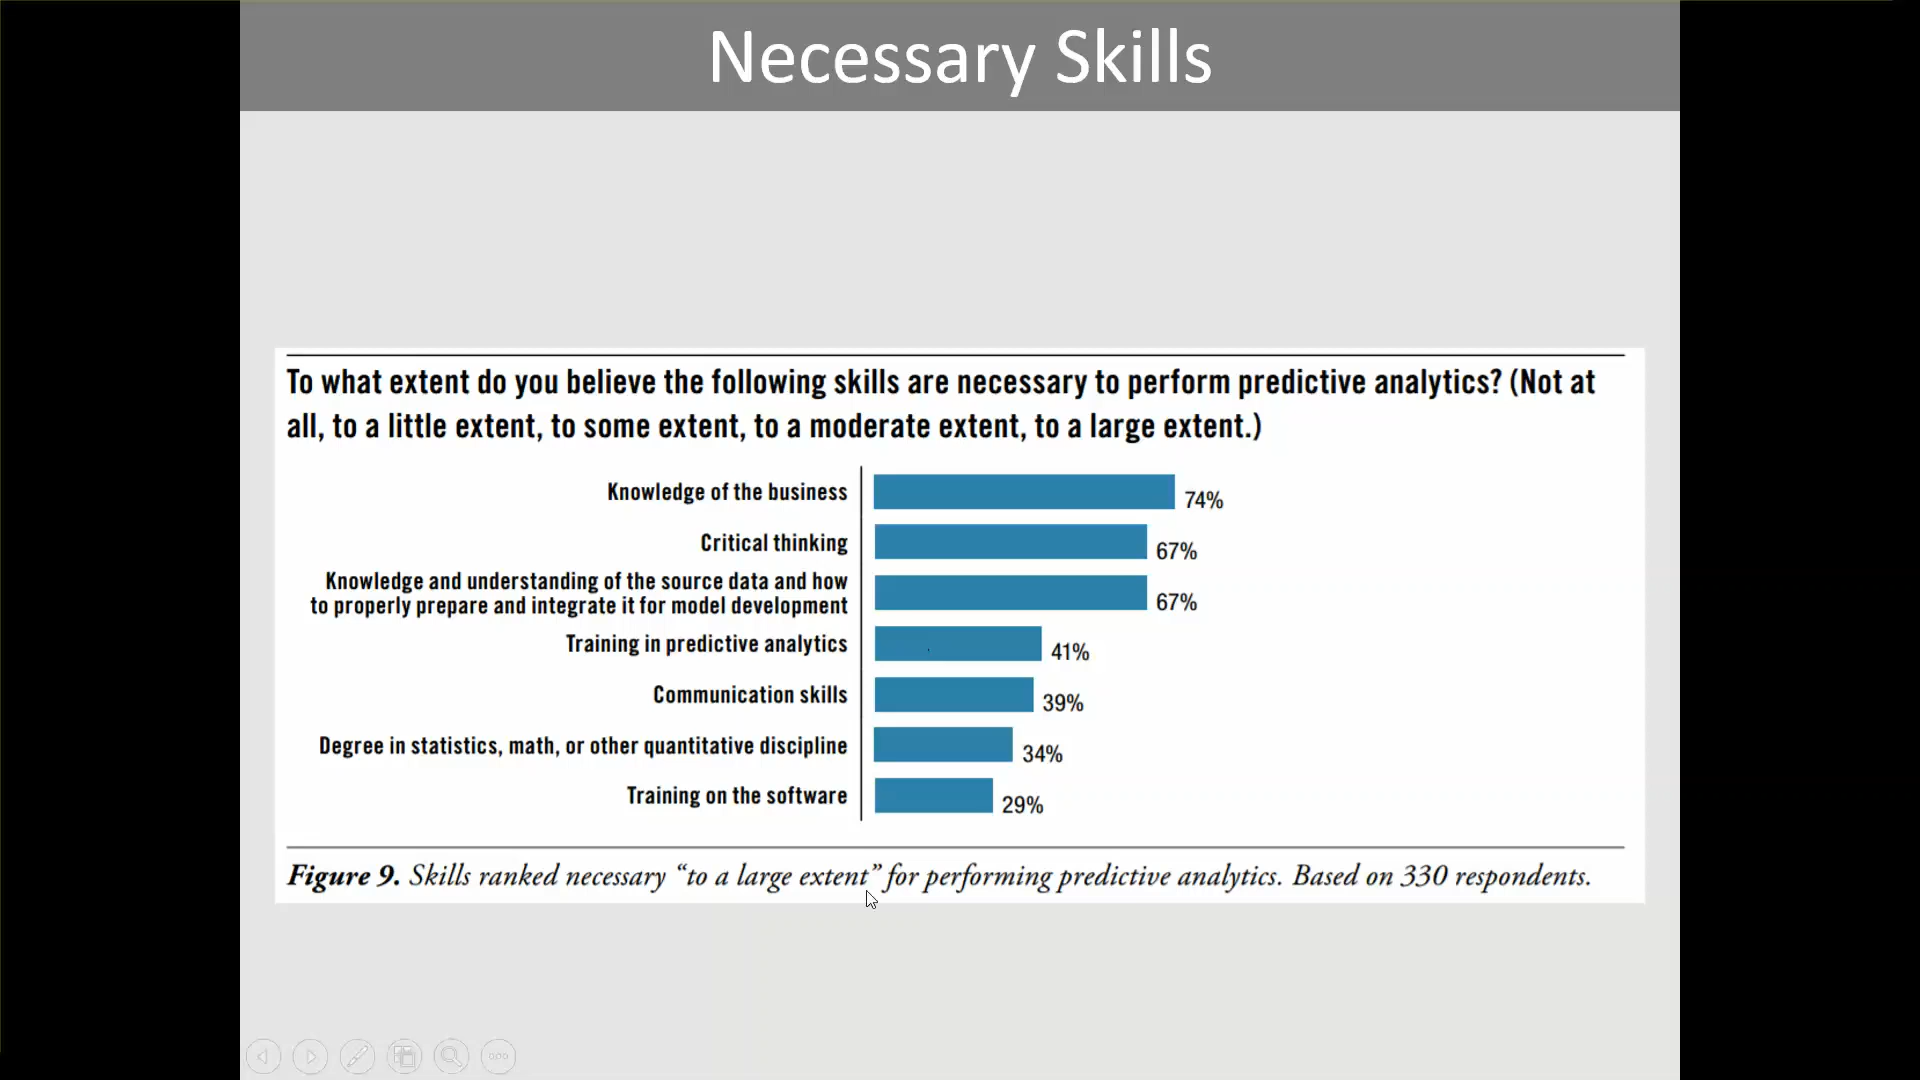 Necessary Skills
To what extent do you believe the following skills are necessary to perform predictive analytics? (Not at
all, to a little extent, to some extent, to a moderate extent, to a large extent.)
Knowledge of the business 74%
Critical thinking 67%
Knowledge and understanding of the source data and how
to properly prepare and integrate it for model development 67%
Training in predictive analytics 41%
Communication skills 39%
Degree in statistics, math, or other quantitative discipline 34%
Training on the software 29%
Figure 9. Skills ranked necessary “to a large extent” for performing predictive analytics. Based on 330 respondents.